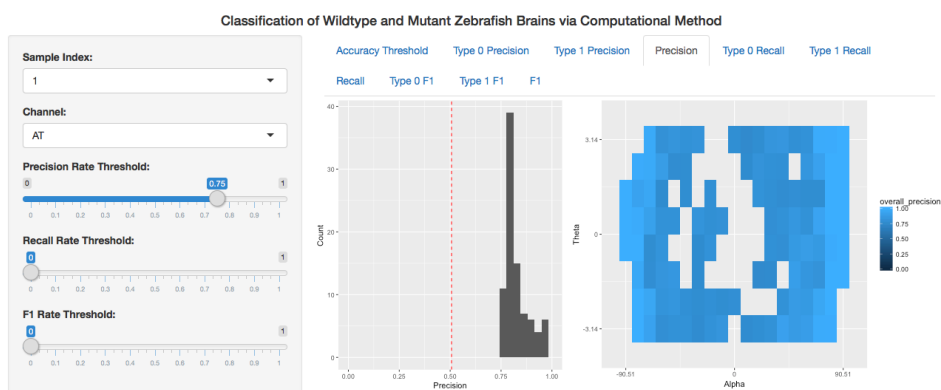 Classification of Wildtype and Mutant Zebrafish Brains via Computational Method
Sample Index:
1
Channel:
AT
Precision Rate Threshold:
0 0.75 1
0 0.1 0.2 0.3 0.4 0.5 0.6 0.7 0.8 0.9 1
Recall Rate Threshold:
0 1
0 0.1 0.2 0.3 0.4 0.5 0.6 0.7 0.8 0.9 1
F1 Rate Threshold:
0 1
0 0.1 0.2 0.3 0.4 0.5 0.6 0.7 0.8 0.9 1
Accuracy Threshold Type 0 Precision Type 1 Precision Precision Type 0 Recall Type 1 Recall
Recall Type 0 F1 Type 1 F1 F1
40
30
20
10
0
Count
0.00 0.25 0.50 0.75 1.00
Precision
3.14
0
-3.14
Theta
-90.51 0 90.51
Alpha
overall_precision
1.00
0.75
0.50
0.25
0.00